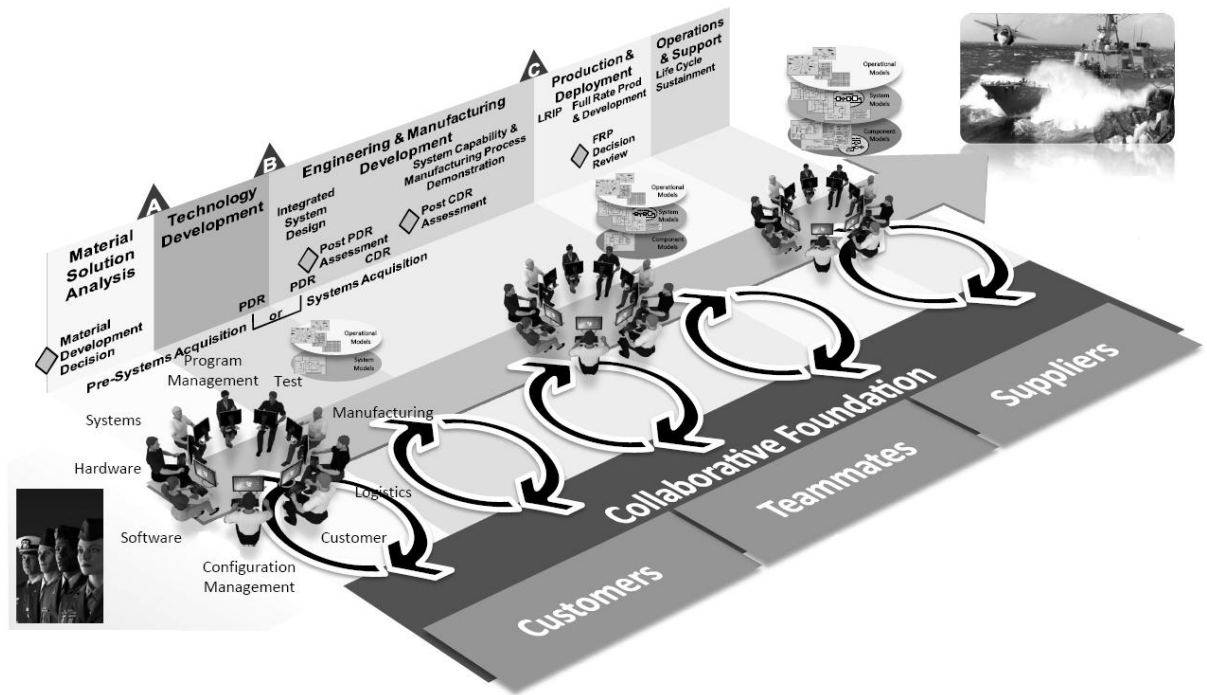 A
B
C
Material
Solution
Analysis
Technology
Development
Engineering & Manufacturing
Development
Integrated
System
Design
System Capability &
Manufacturing Process
Demonstration
Production &
Deployment
LRIP
Full Rate Prod
& Development
Operations
& Support
Life Cycle
Sustainment
Material
Development
Decision
Post PDR
Assessment
Post CDR
Assessment
FRP
Decision
Review
PDR
PDR
CDR
or
Pre-Systems Acquisition
Systems Acquisition
Operational
Models
System
Models
Operational
Models
System
Models
Component
Models
Operational
Models
System
Models
Component
Models
Program
Management
Test
Systems
Manufacturing
Hardware
Logistics
Software
Customer
Configuration
Management
Collaborative Foundation
Customers
Teammates
Suppliers